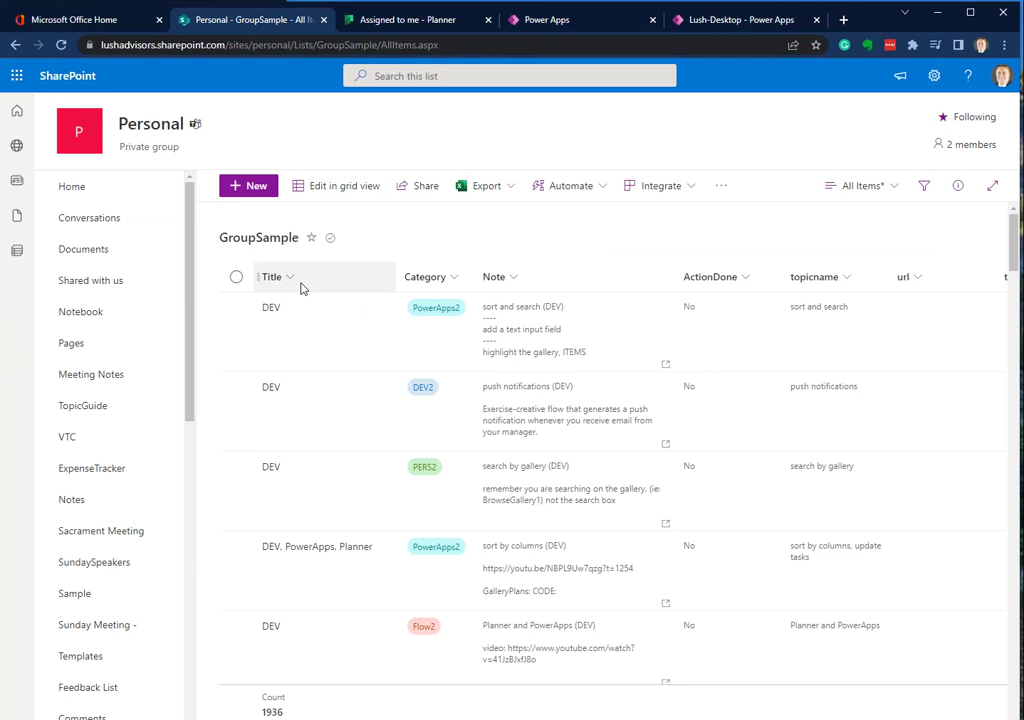 Microsoft Office Home
Personal - GroupSample - All It
Assigned to me - Planner
Power Apps
Lush-Desktop - Power Apps
lushadvisors.sharepoint.com/sites/personal/Lists/GroupSample/AllItems.aspx
SharePoint
Search this list
P
Personal
Private group
Following
2 members
Home
Conversations
Documents
Shared with us
Notebook
Pages
Meeting Notes
TopicGuide
VTC
ExpenseTracker
Notes
Sacrament Meeting
SundaySpeakers
Sample
Sunday Meeting -
Templates
Feedback List
Comments
+ New
Edit in grid view
Share
Export
Automate
Integrate
...
All Items*
GroupSample
Title
Category
Note
ActionDone
topicname
url
t
DEV
PowerApps2
sort and search (DEV)
----
add a text input field
----
highlight the gallery, ITEMS
No
sort and search
DEV
DEV2
push notifications (DEV)
Exercise-creative flow that generates a push
notification whenever you receive email from
your manager.
No
push notifications
DEV
PERS2
search by gallery (DEV)
remember you are searching on the gallery. (ie:
BrowseGallery1) not the search box
No
search by gallery
DEV, PowerApps, Planner
PowerApps2
sort by columns (DEV)
https://youtu.be/NBPL9Uw7qzg?t=1254
GalleryPlans: CODE:
No
sort by columns, update
tasks
DEV
Flow2
Planner and PowerApps (DEV)
video: https://www.youtube.com/watch?
v=41JzBJxfJ8o
No
Planner and PowerApps
Count
1936